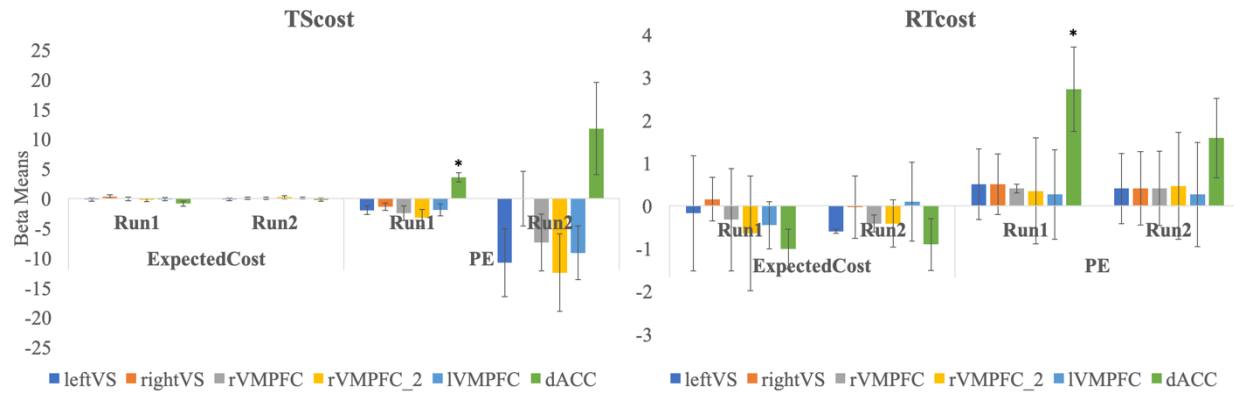 TScost
25
20
15
10
5
0
-5
-10
-15
-20
-25
Beta Means
Run1 Run2 Run1 Run2
ExpectedCost PE
*
leftVS rightVS rVMPFC rVMPFC_2 lVMPFC dACC
RTcost
4
3
2
1
0
-1
-2
-3
Run1 Run2 Run1 Run2
ExpectedCost PE
*
leftVS rightVS rVMPFC rVMPFC_2 lVMPFC dACC